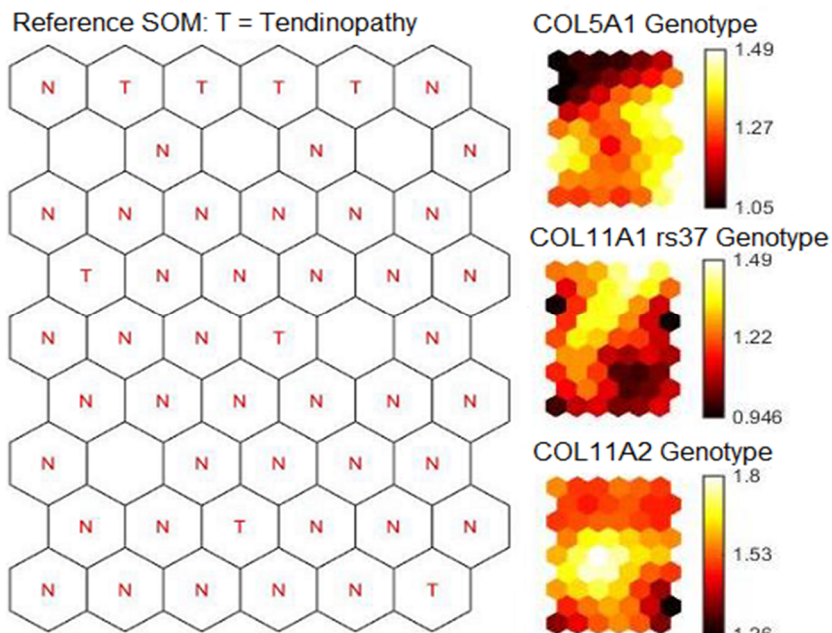 Reference SOM: T = Tendinopathy
N T T T T N
N N N
N N N N N N
T N N N N N
N N N T N
N N N N N N
N N N N N
N N T N N N
N N N N N T
COL5A1 Genotype
1.49
1.27
1.05
COL11A1 rs37 Genotype
1.49
1.22
0.946
COL11A2 Genotype
1.8
1.53